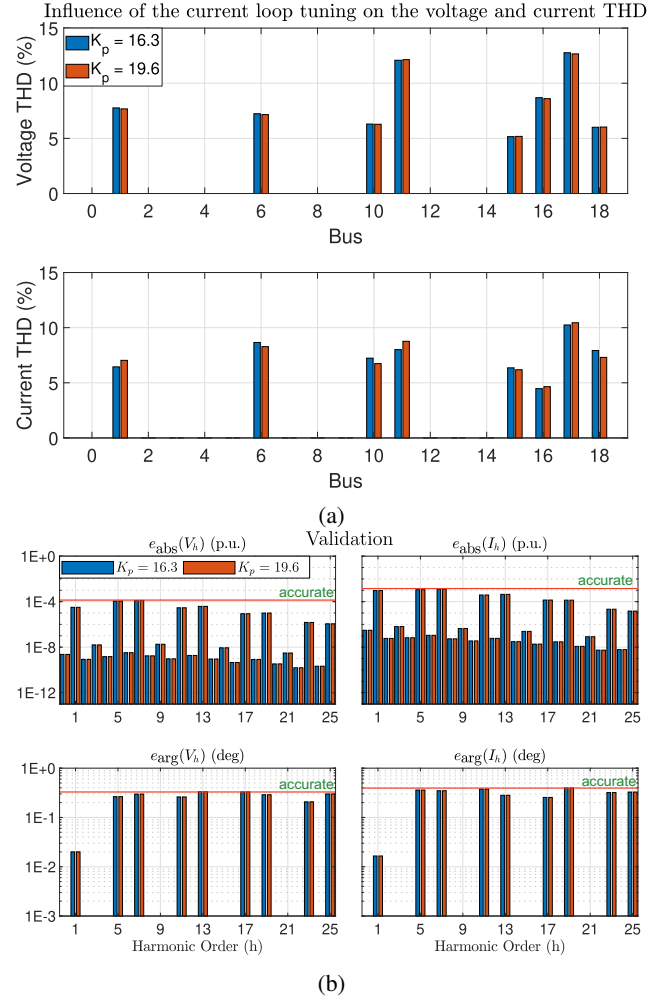 Influence of the current loop tuning on the voltage and current THD
Voltage THD (%)
15
10
5
0
K_p = 16.3
K_p = 19.6
0 2 4 6 8 10 12 14 16 18
Bus
Current THD (%)
15
10
5
0
0 2 4 6 8 10 12 14 16 18
Bus
(a)
Validation
e_abs(V_h) (p.u.)
K_p = 16.3 K_p = 19.6
accurate
1E+0
1E-4
1E-8
1E-12
1 5 9 13 17 21 25
e_abs(I_h) (p.u.)
accurate
1 5 9 13 17 21 25
e_arg(V_h) (deg)
accurate
1E+0
1E-1
1E-2
1E-3
1 5 9 13 17 21 25
Harmonic Order (h)
e_arg(I_h) (deg)
accurate
1 5 9 13 17 21 25
Harmonic Order (h)
(b)